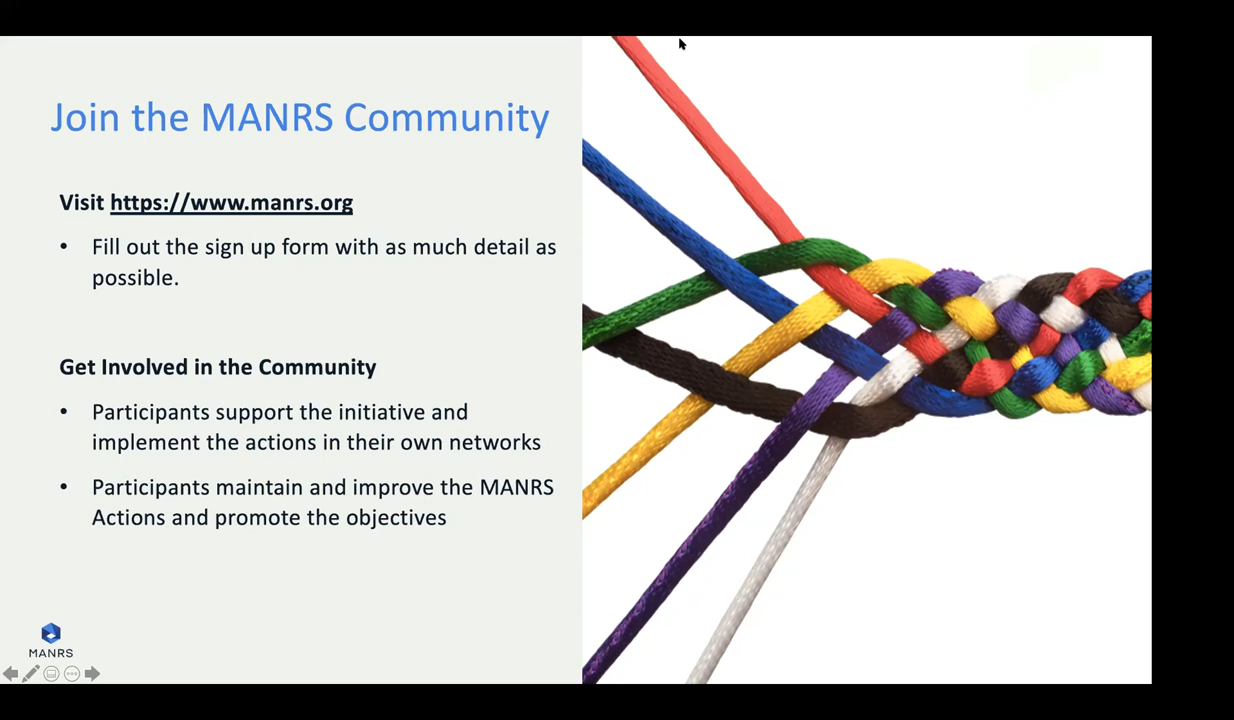 Join the MANRS Community
Visit https://www.manrs.org
• Fill out the sign up form with as much detail as
possible.
Get Involved in the Community
• Participants support the initiative and
implement the actions in their own networks
• Participants maintain and improve the MANRS
Actions and promote the objectives
MANRS